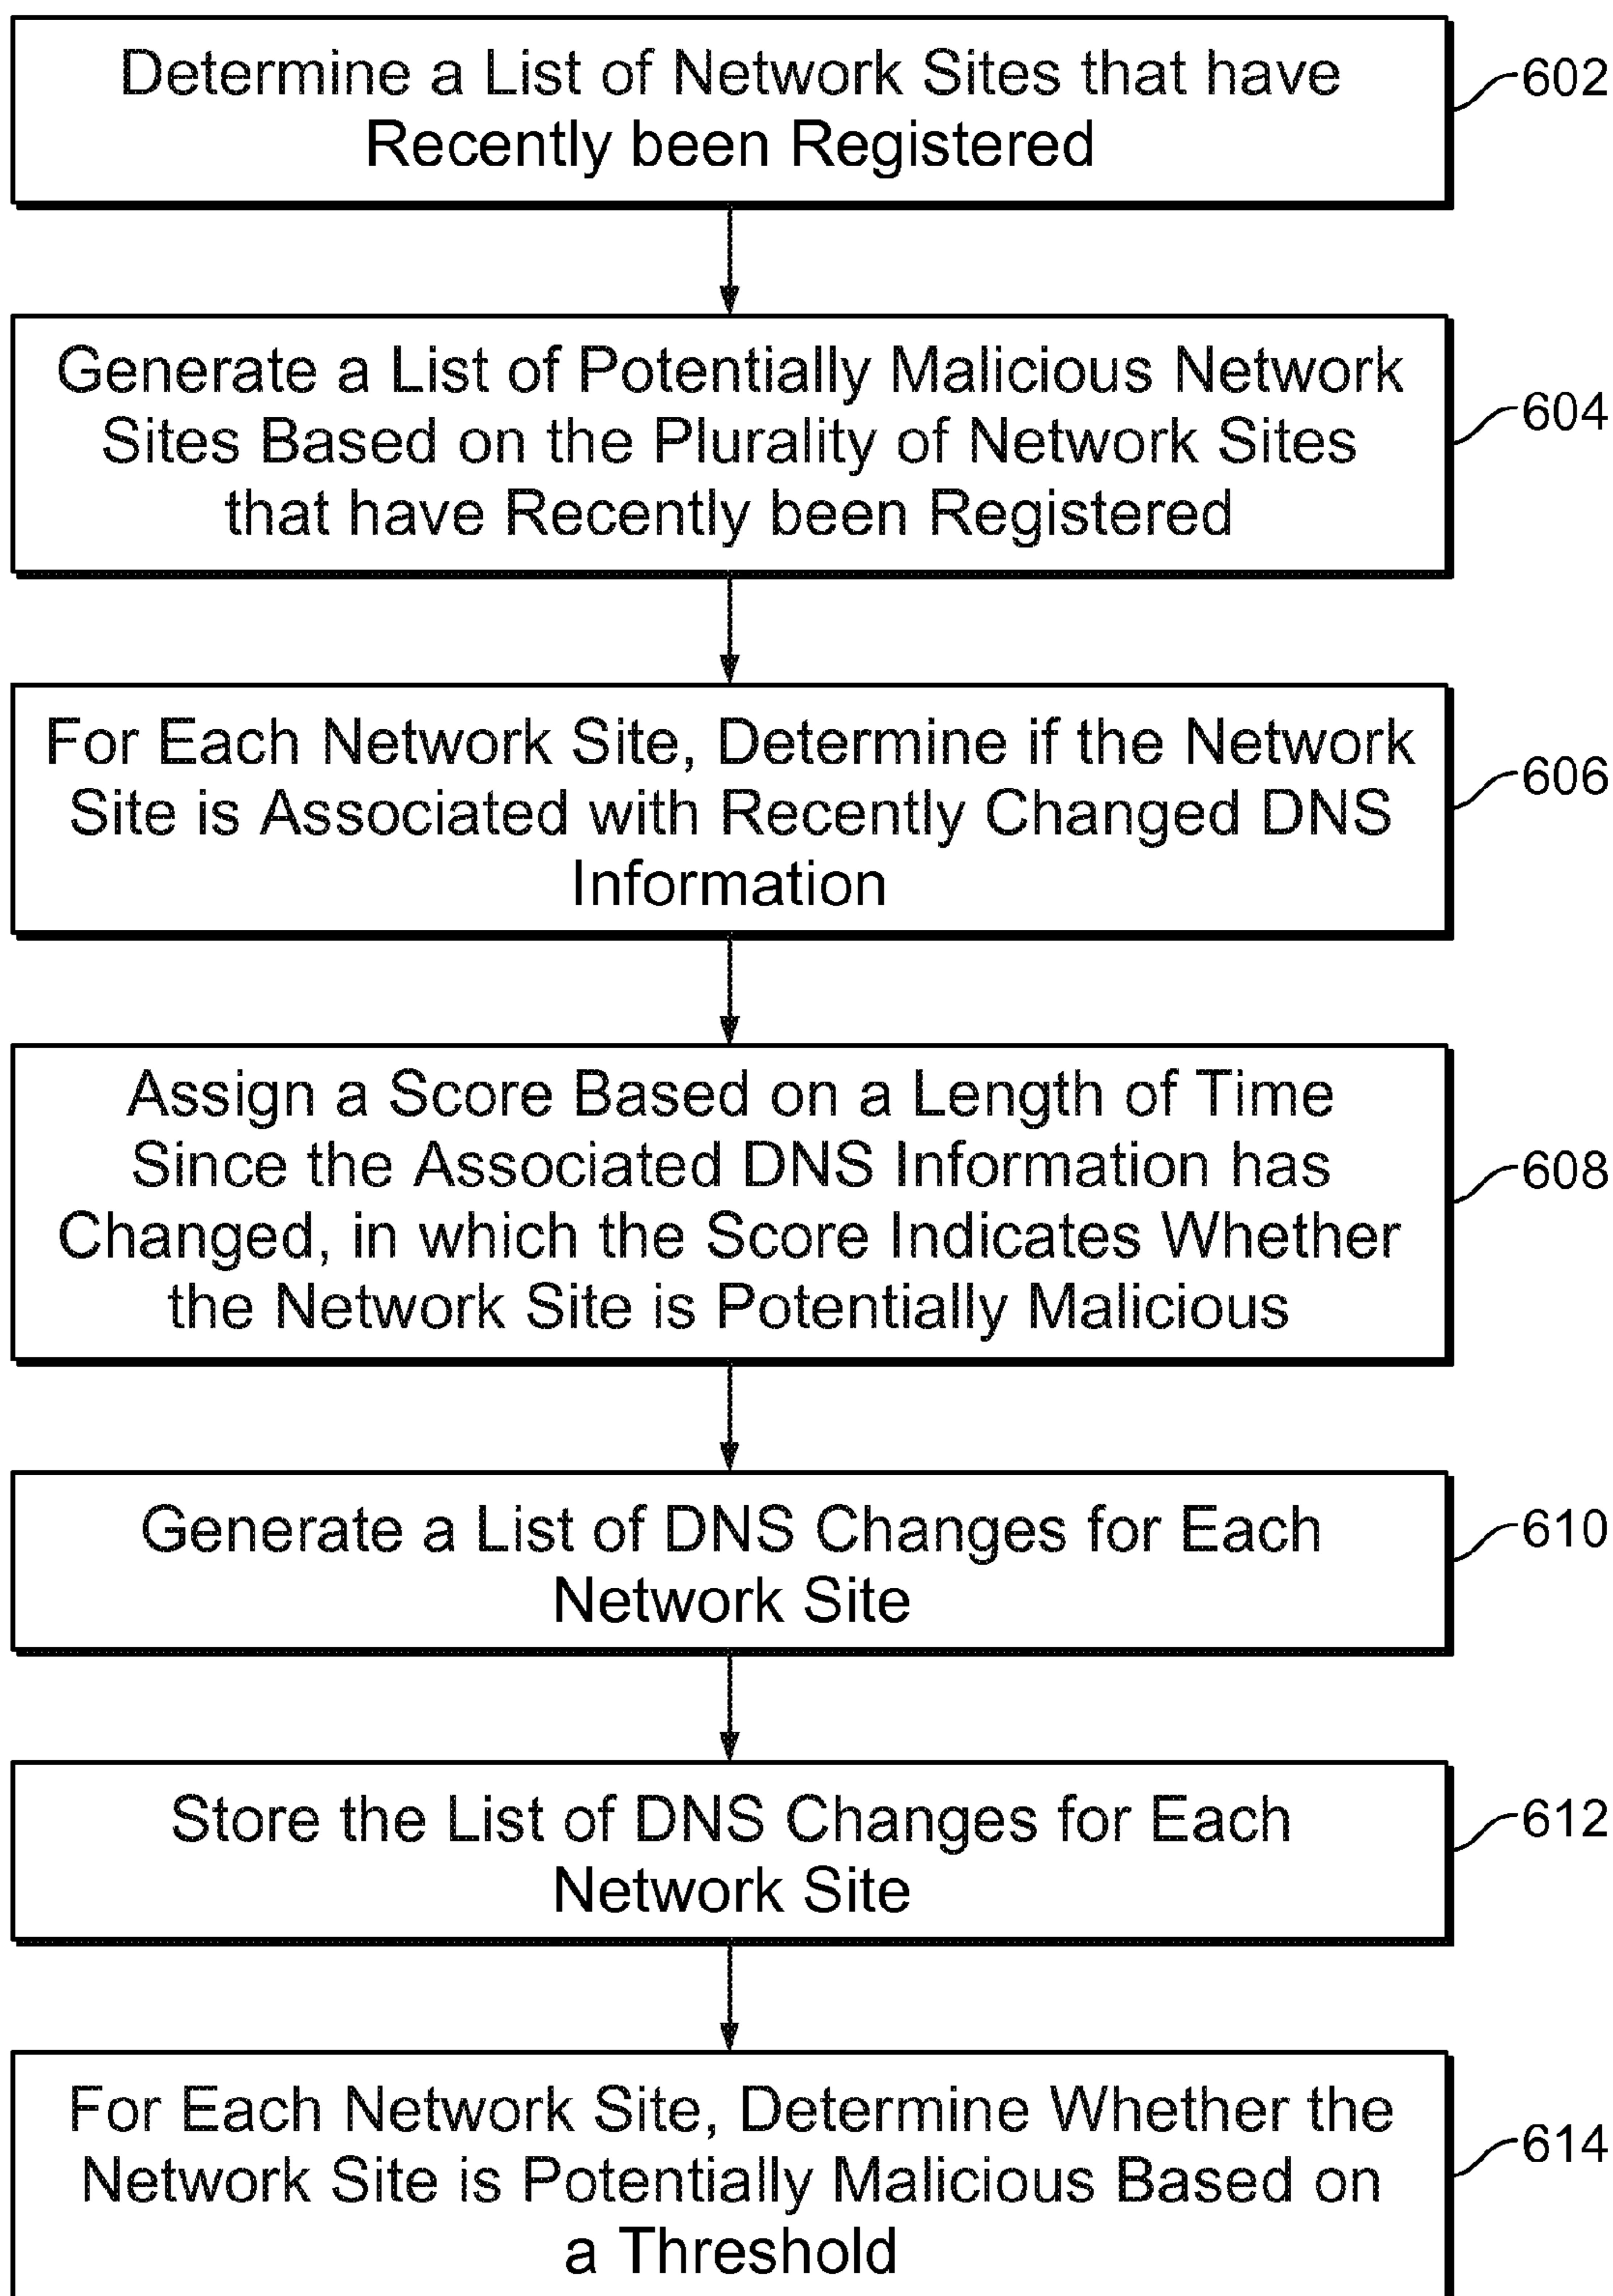 Determine a List of Network Sites that have
Recently been Registered
602
Generate a List of Potentially Malicious Network
Sites Based on the Plurality of Network Sites
that have Recently been Registered
604
For Each Network Site, Determine if the Network
Site is Associated with Recently Changed DNS
Information
606
Assign a Score Based on a Length of Time
Since the Associated DNS Information has
Changed, in which the Score Indicates Whether
the Network Site is Potentially Malicious
608
Generate a List of DNS Changes for Each
Network Site
610
Store the List of DNS Changes for Each
Network Site
612
For Each Network Site, Determine Whether the
Network Site is Potentially Malicious Based on
a Threshold
614